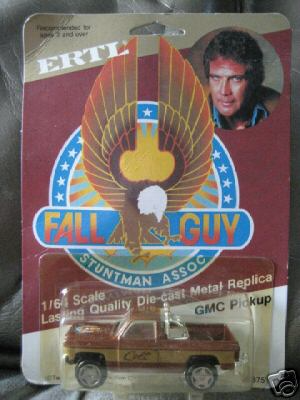 Recommended for
ages 3 and over
ERTL
FALL GUY
STUNTMAN ASSOC
1/64 Scale
Lasting Quality Die-cast Metal Replica
GMC Pickup